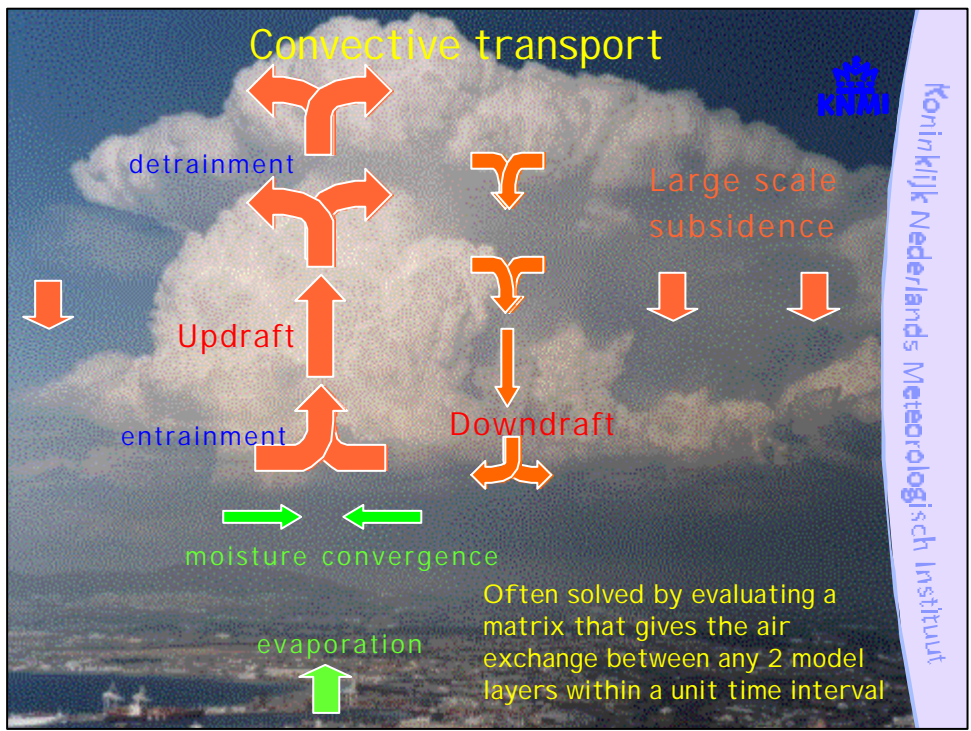 Convective transport
KNMI
detrainment
Large scale
subsidence
Updraft
entrainment
Downdraft
moisture convergence
evaporation
Often solved by evaluating a
matrix that gives the air
exchange between any 2 model
layers within a unit time interval
Koninklijk Nederlands Meteorologisch Instituut